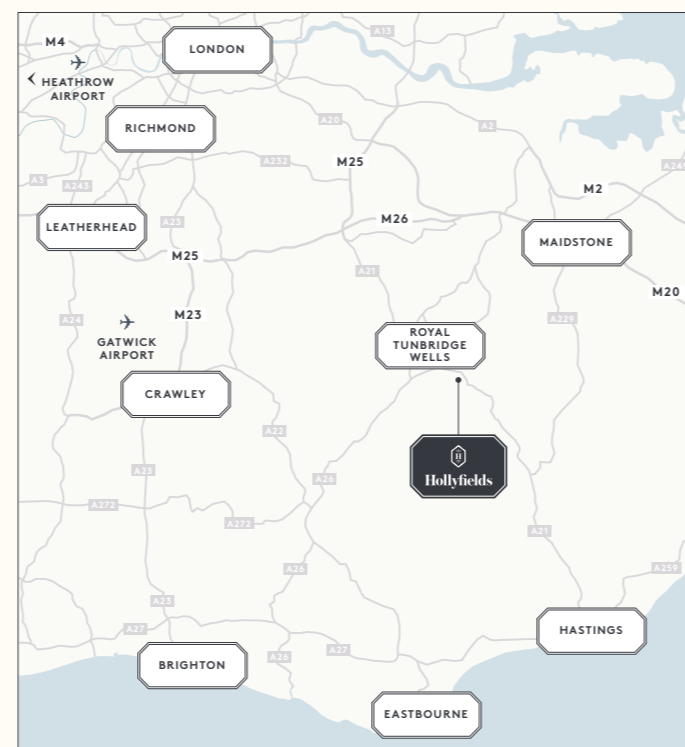 A13
M4
LONDON
HEATHROW
AIRPORT
RICHMOND
A20
A2
M25
A232
A3
A243
M2
A23
M26
LEATHERHEAD
MAIDSTONE
M25
A21
M20
M23
A24
A229
GATWICK
AIRPORT
ROYAL
TUNBRIDGE
WELLS
CRAWLEY
A22
H
Hollyfields
A23
A26
A272
A272
A21
A26
A259
A23
A27
HASTINGS
A27
A26
BRIGHTON
EASTBOURNE